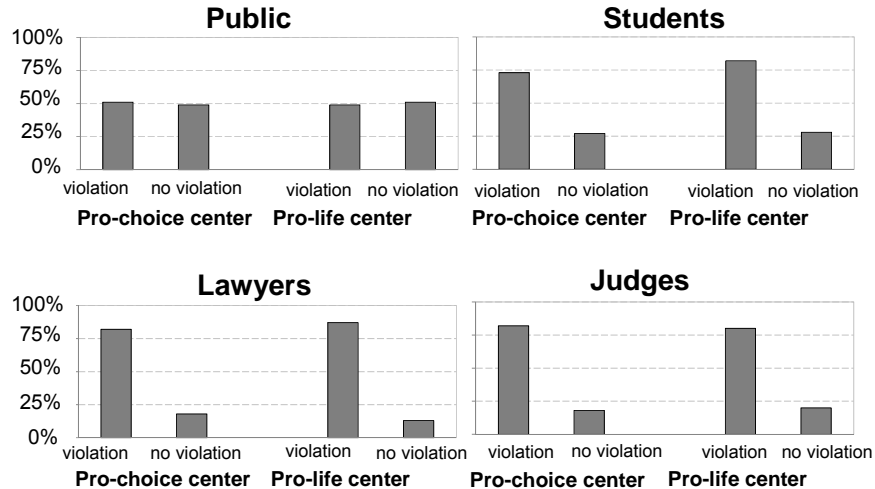 Public
Students
100%
75%
50%
25%
0%
violation no violation violation no violation
Pro-choice center Pro-life center
violation no violation violation no violation
Pro-choice center Pro-life center
Lawyers
Judges
100%
75%
50%
25%
0%
violation no violation violation no violation
Pro-choice center Pro-life center
violation no violation violation no violation
Pro-choice center Pro-life center